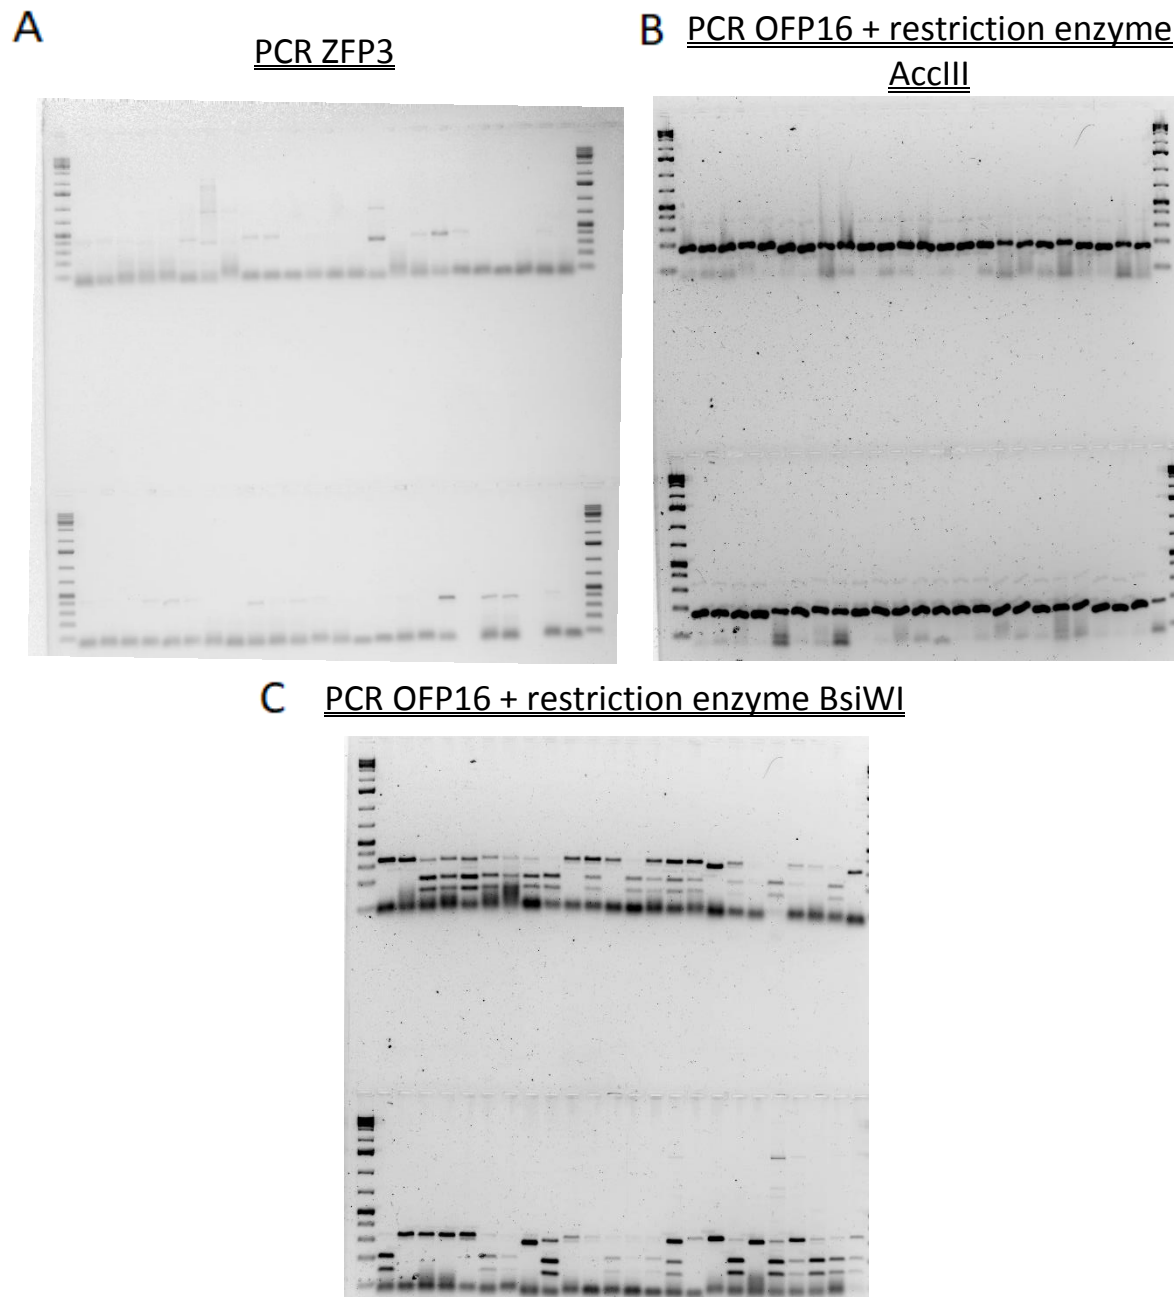 A
PCR ZFP3
B
PCR OFP16 + restriction enzyme
AccIII
C
PCR OFP16 + restriction enzyme BsiWI